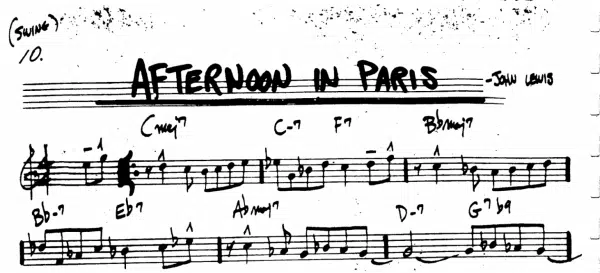 (SWING)
10.
AFTERNOON IN PARIS
-JOHN LEWIS
Cmaj7 C-7 F7 Bbmaj7
Bb-7 Eb7 Abmaj7 D-7 G7b9